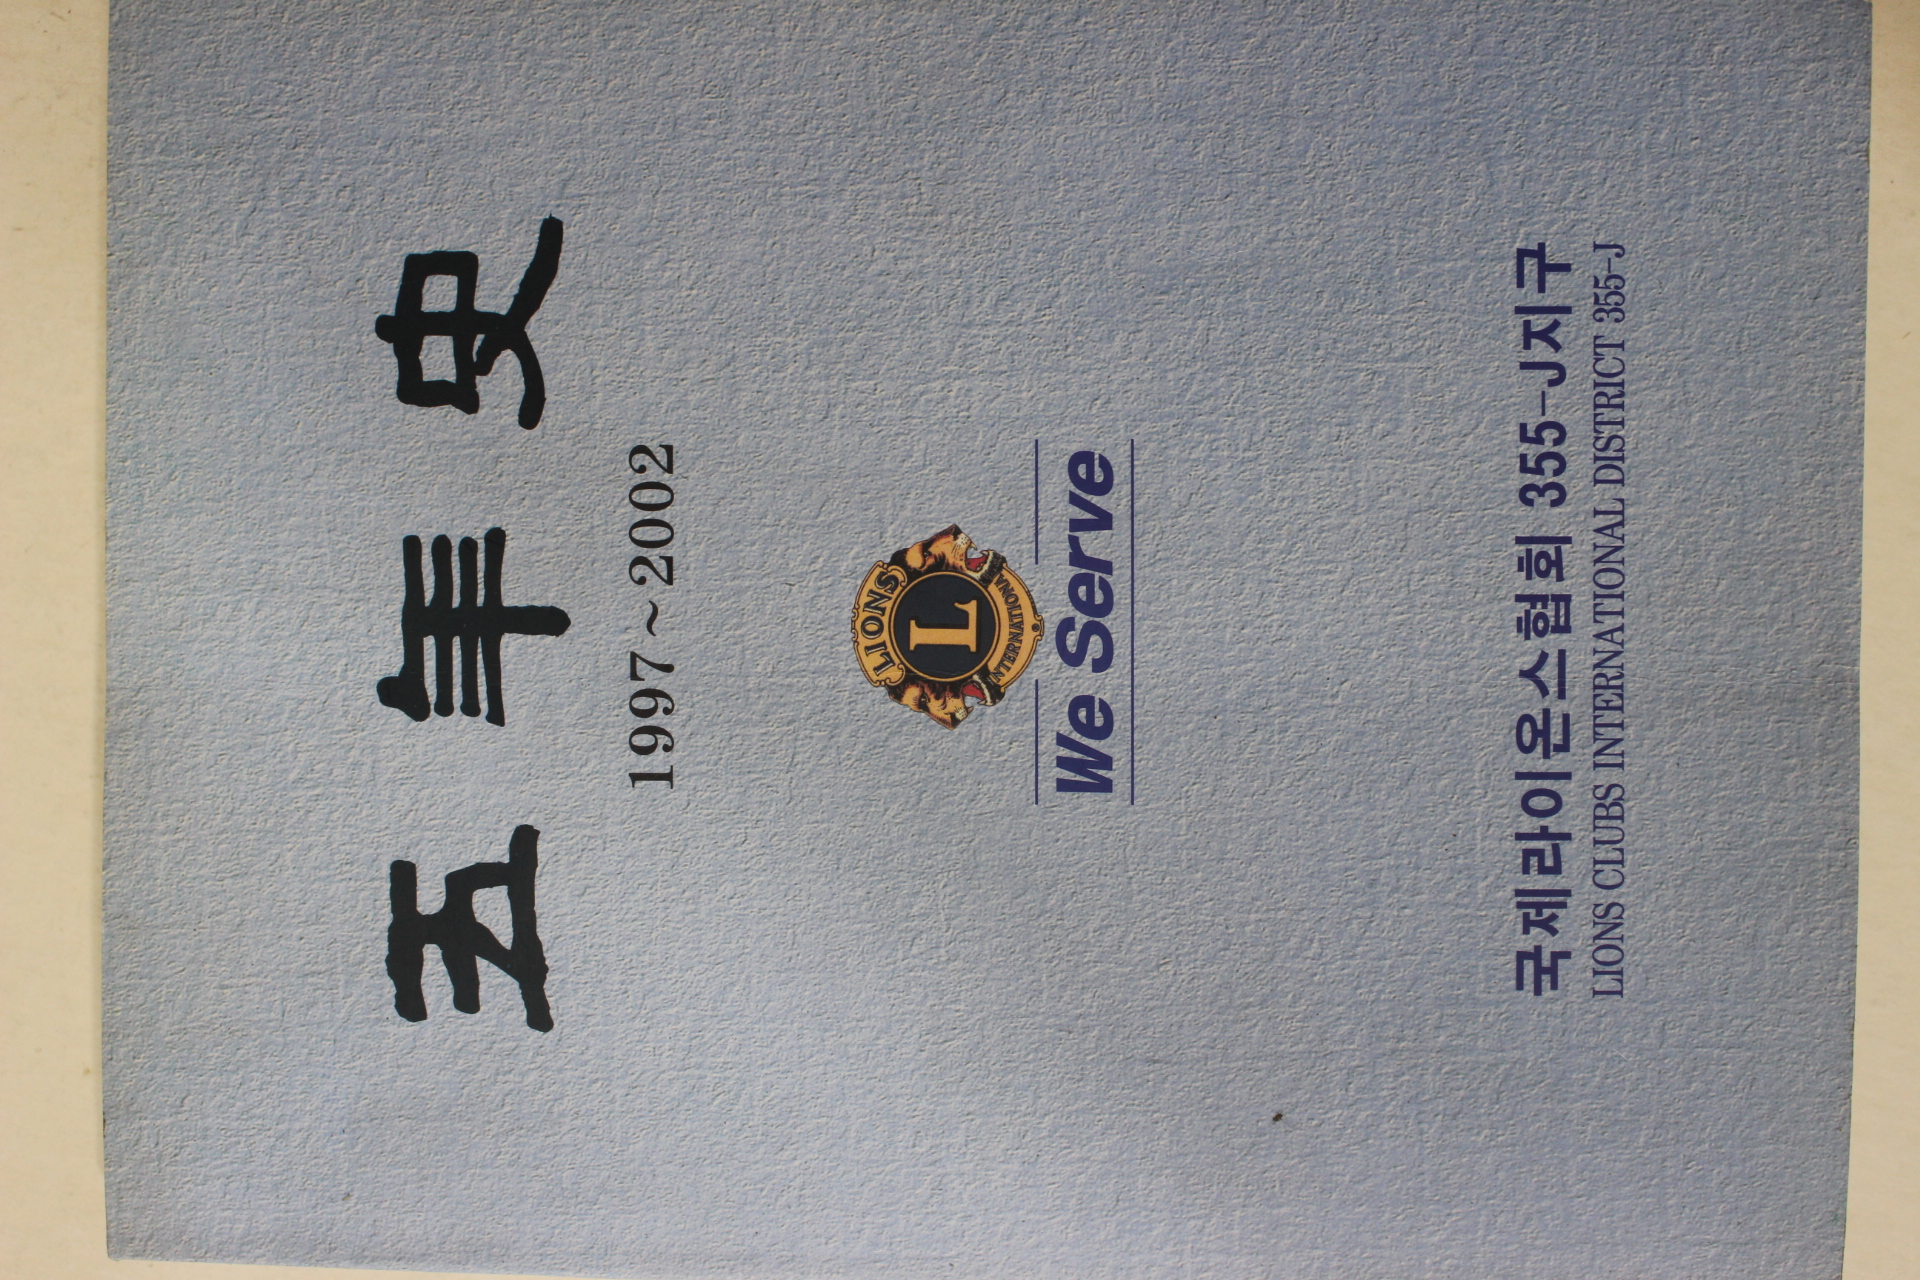 五年史
1997~2002
LIONS
L
INTERNATIONAL
We Serve
국제라이온스협회 355-J지구
LIONS CLUBS INTERNATIONAL DISTRICT 355-J